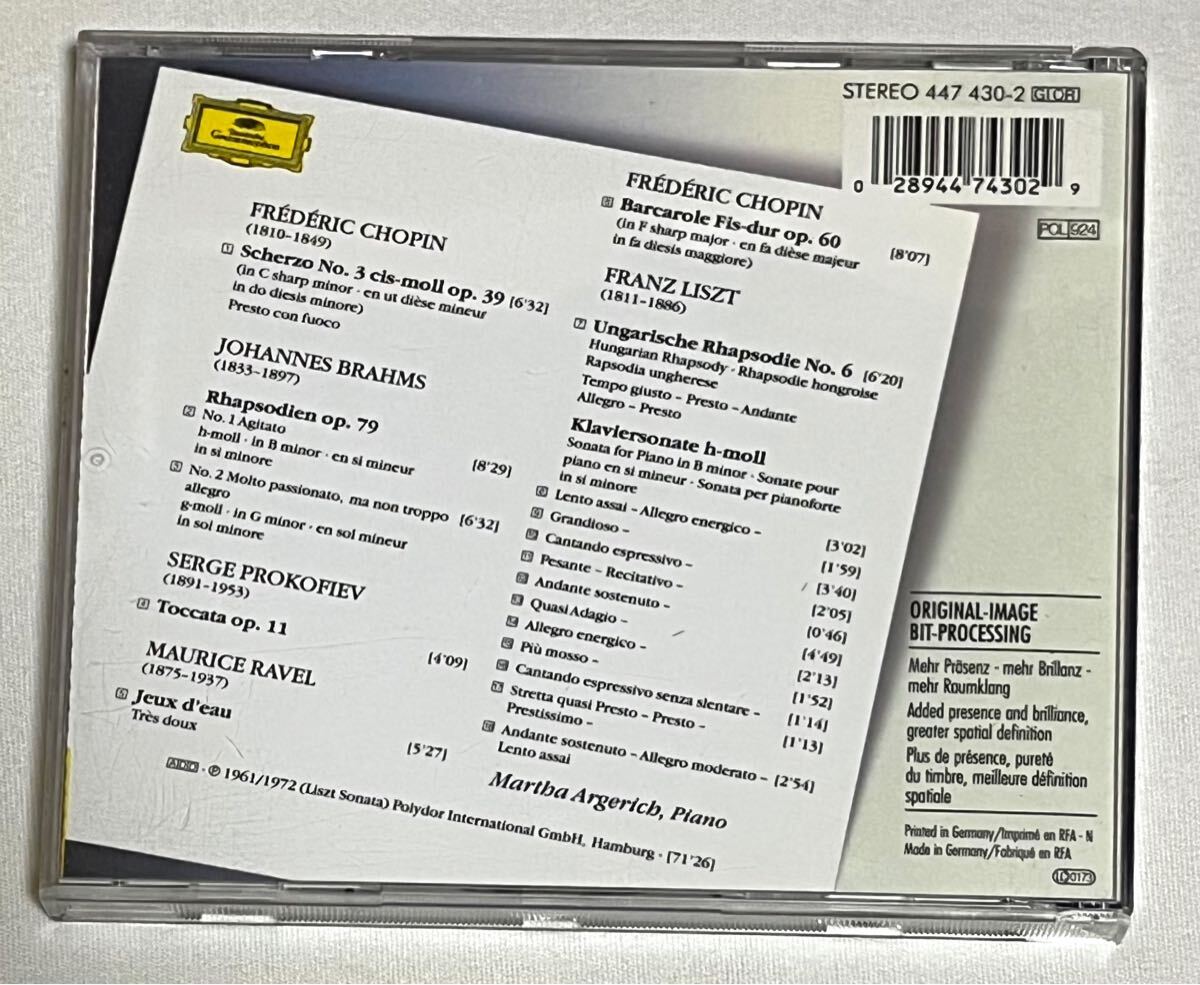 Deutsche
Grammophon
FRÉDÉRIC CHOPIN
(1810–1849)
1 Scherzo No. 3 cis-moll op. 39 [6'32]
(in C sharp minor · en ut dièse mineur
in do diesis minore)
Presto con fuoco
JOHANNES BRAHMS
(1833–1897)
Rhapsodien op. 79
2 No. 1 Agitato
h-moll · in B minor · en si mineur [8'29]
in si minore
3 No. 2 Molto passionato, ma non troppo [6'32]
allegro
g-moll · in G minor · en sol mineur
in sol minore
SERGE PROKOFIEV
(1891–1953)
4 Toccata op. 11
[4'09]
MAURICE RAVEL
(1875–1937)
5 Jeux d'eau
Très doux
[5'27]
FRÉDÉRIC CHOPIN
6 Barcarole Fis-dur op. 60 [8'07]
(in F sharp major · en fa dièse majeur
in fa diesis maggiore)
FRANZ LISZT
(1811–1886)
7 Ungarische Rhapsodie No. 6 [6'20]
Hungarian Rhapsody · Rhapsodie hongroise
Rapsodia ungherese
Tempo giusto – Presto – Andante
Allegro – Presto
Klaviersonate h-moll
Sonata for Piano in B minor · Sonate pour
piano en si mineur · Sonata per pianoforte
in si minore
8 Lento assai – Allegro energico – [3'02]
9 Grandioso – [1'59]
10 Cantando espressivo – [3'40]
11 Pesante – Recitativo – [2'05]
12 Andante sostenuto – [0'46]
13 Quasi Adagio – [4'49]
14 Allegro energico – [2'13]
15 Più mosso – [1'52]
16 Cantando espressivo senza slentare – [1'14]
17 Stretta quasi Presto – Presto – [1'13]
Prestissimo –
18 Andante sostenuto – Allegro moderato – [2'54]
Lento assai
Martha Argerich, Piano
ADD · ℗ 1961/1972 (Liszt Sonata) Polydor International GmbH, Hamburg · [71'26]
STEREO 447 430-2 GLOR
0 28944 74302 9
POL 924
ORIGINAL-IMAGE
BIT-PROCESSING
Mehr Präsenz - mehr Brillanz -
mehr Raumklang
Added presence and brilliance,
greater spatial definition
Plus de présence, pureté
du timbre, meilleure définition
spatiale
Printed in Germany/Imprimé en RFA - N
Made in Germany/Fabriqué en RFA